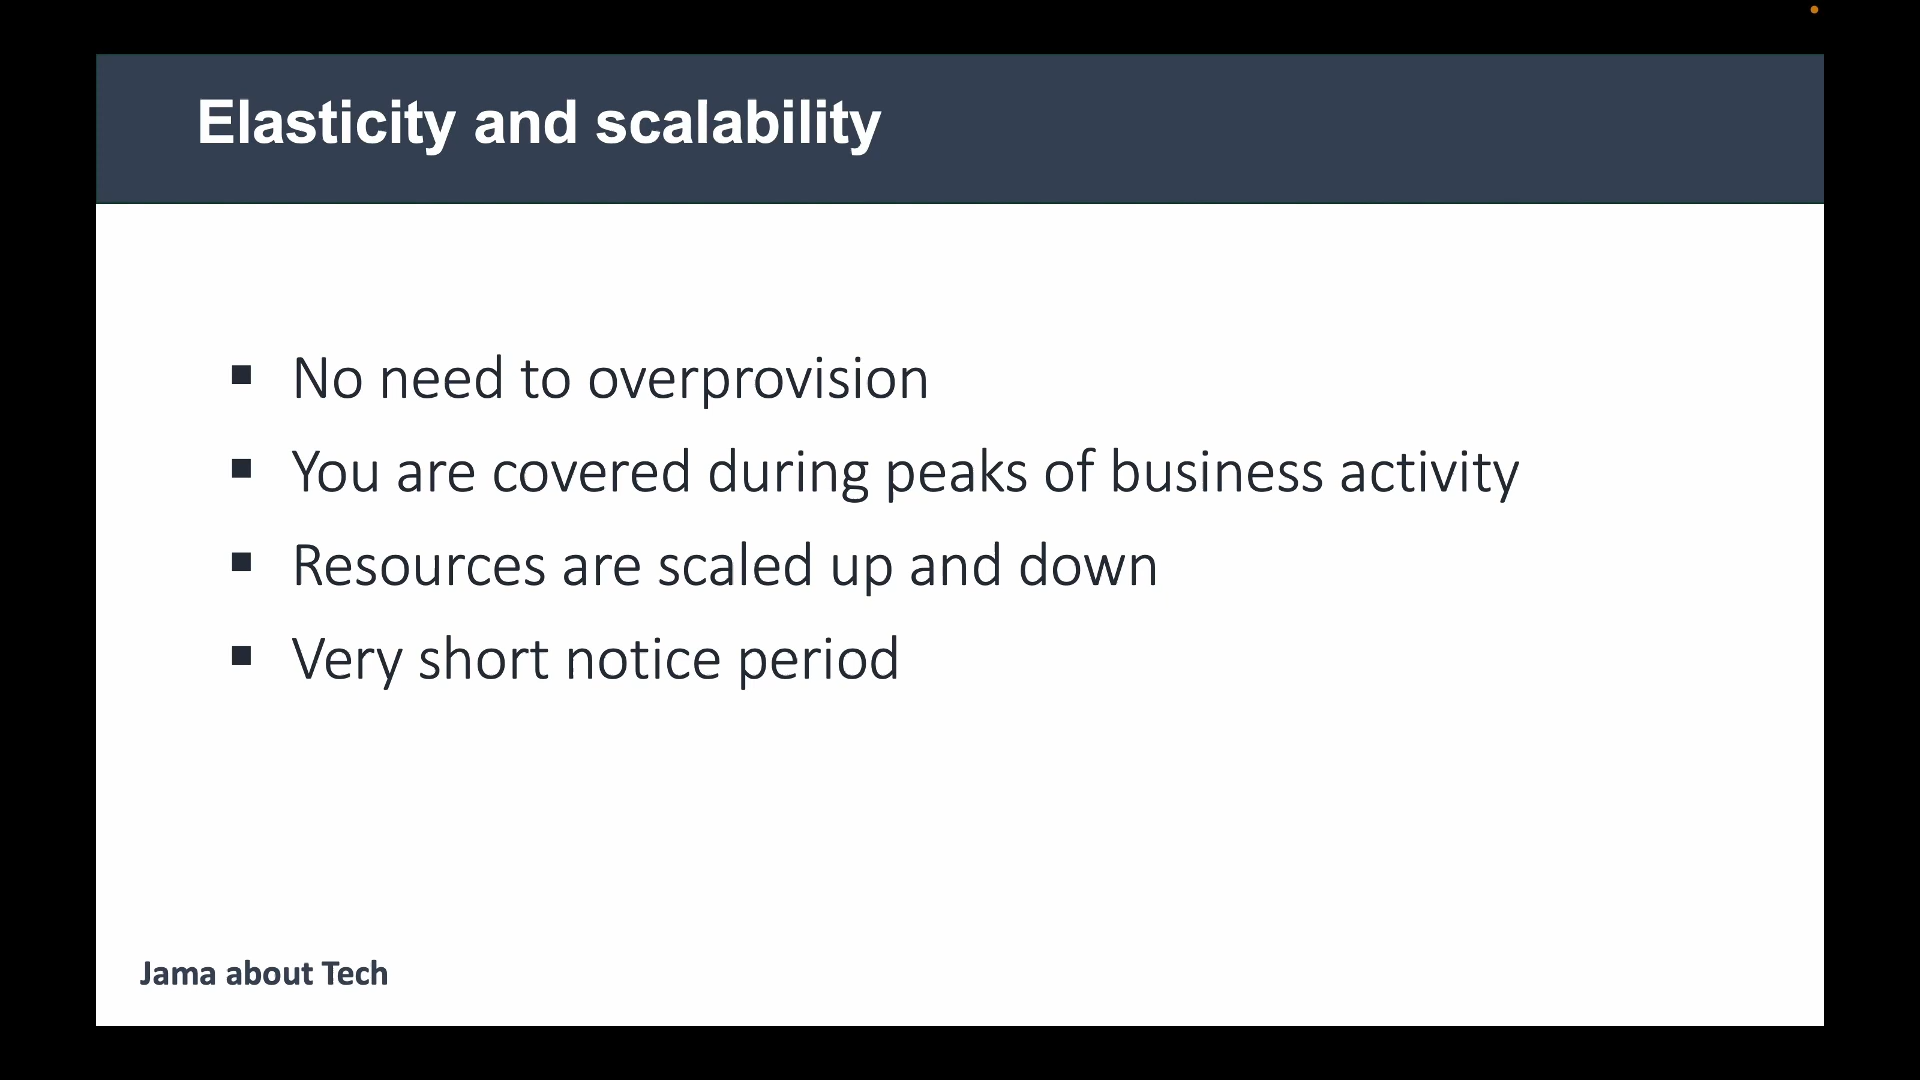 Elasticity and scalability
▪ No need to overprovision
▪ You are covered during peaks of business activity
▪ Resources are scaled up and down
▪ Very short notice period
Jama about Tech